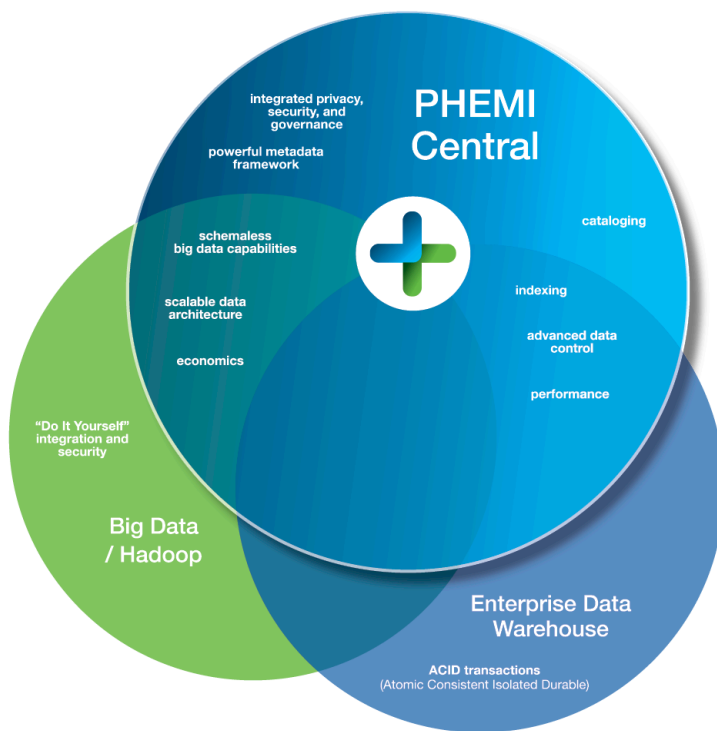 PHEMI
Central
integrated privacy,
security, and
governance
powerful metadata
framework
schemaless
big data capabilities
scalable data
architecture
economics
cataloging
indexing
advanced data
control
performance
“Do It Yourself”
integration and
security
Big Data
/ Hadoop
Enterprise Data
Warehouse
ACID transactions
(Atomic Consistent Isolated Durable)